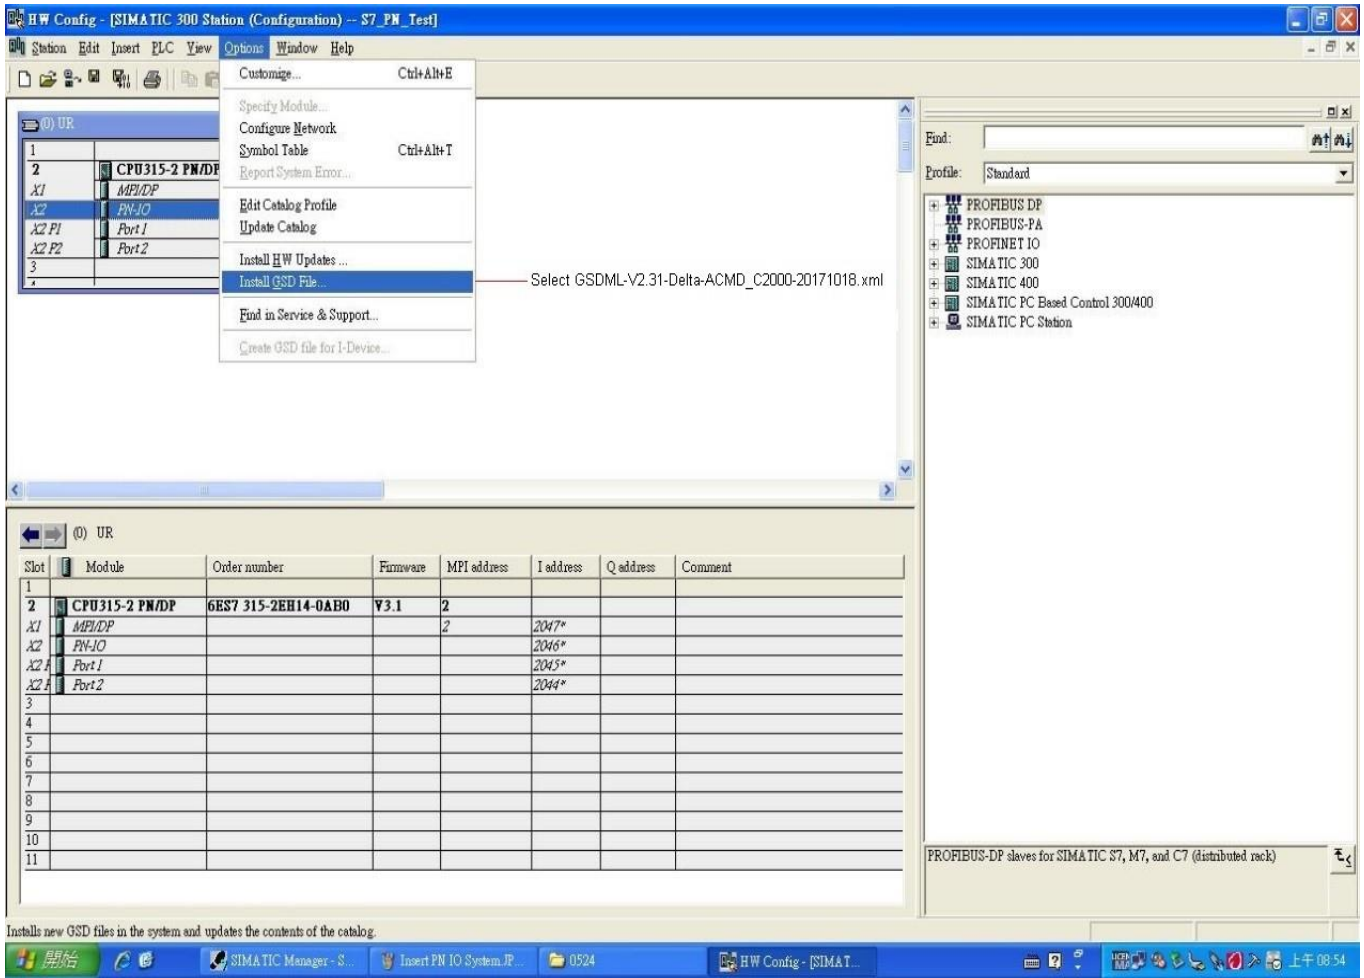 HW Config - [SIMATIC 300 Station (Configuration) -- S7_PN_Test]
Station Edit Insert PLC View Options Window Help
Customize... Ctrl+Alt+E
Specify Module...
Configure Network
Symbol Table Ctrl+Alt+T
Report System Error...
Edit Catalog Profile
Update Catalog
Install HW Updates ...
Install GSD File...
Find in Service & Support...
Create GSD file for I-Device...
Select GSDML-V2.31-Delta-ACMD_C2000-20171018.xml
(0) UR
1
2 CPU315-2 PN/DP
X1 MPI/DP
X2 PN-IO
X2 P1 Port 1
X2 P2 Port 2
3
Find:
Profile: Standard
PROFIBUS DP
PROFIBUS-PA
PROFINET IO
SIMATIC 300
SIMATIC 400
SIMATIC PC Based Control 300/400
SIMATIC PC Station
PROFIBUS-DP slaves for SIMATIC S7, M7, and C7 (distributed rack)
(0) UR
Slot Module Order number Firmware MPI address I address Q address Comment
1
2 CPU315-2 PN/DP 6ES7 315-2EH14-0AB0 V3.1 2
X1 MPI/DP 2 2047*
X2 PN-IO 2046*
X2 P Port 1 2045*
X2 P Port 2 2044*
3
4
5
6
7
8
9
10
11
Installs new GSD files in the system and updates the contents of the catalog.
開始 SIMATIC Manager - S... Insert PN IO System.JP... 0524 HW Config - [SIMAT... 上午 08:54